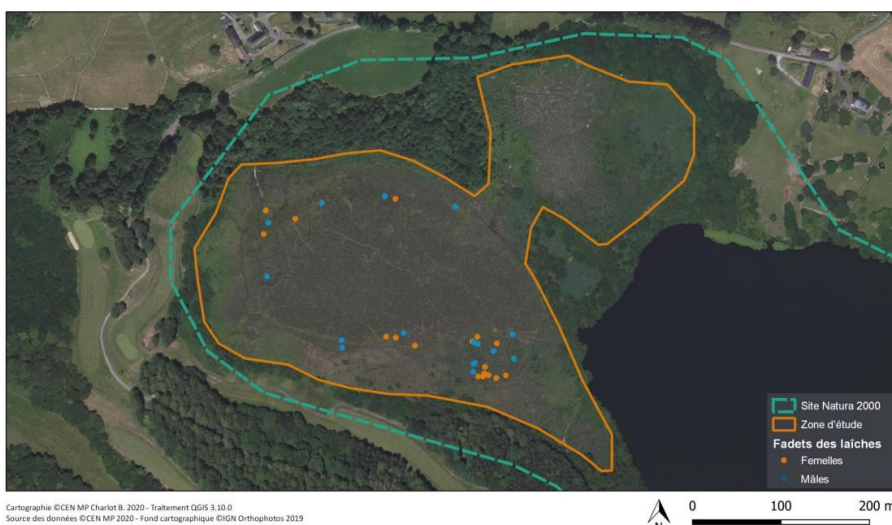 Site Natura 2000
Zone d'étude
Fadets des laîches
Femelles
Mâles
Cartographie ©CEN MP Charlot B. 2020 - Traitement QGIS 3.10.0
Source des données ©CEN MP 2020 - Fond cartographique ©IGN Orthophotos 2019
N
0 100 200 m